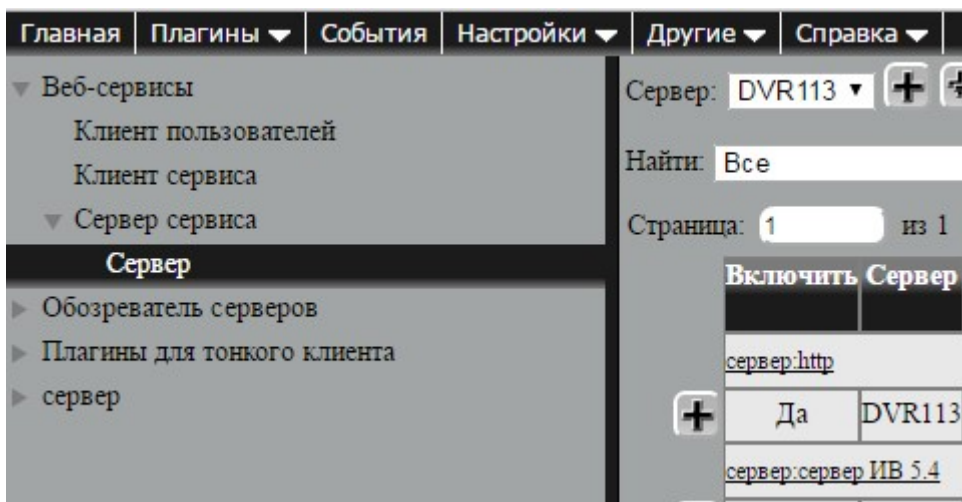 Главная Плагины События Настройки Другие Справка
Веб-сервисы
Клиент пользователей
Клиент сервиса
Сервер сервиса
Сервер
Обозреватель серверов
Плагины для тонкого клиента
сервер
Сервер: DVR113
Найти: Все
Страница: 1 из 1
Включить Сервер
сервер:http
Да DVR113
сервер:сервер ИВ 5.4